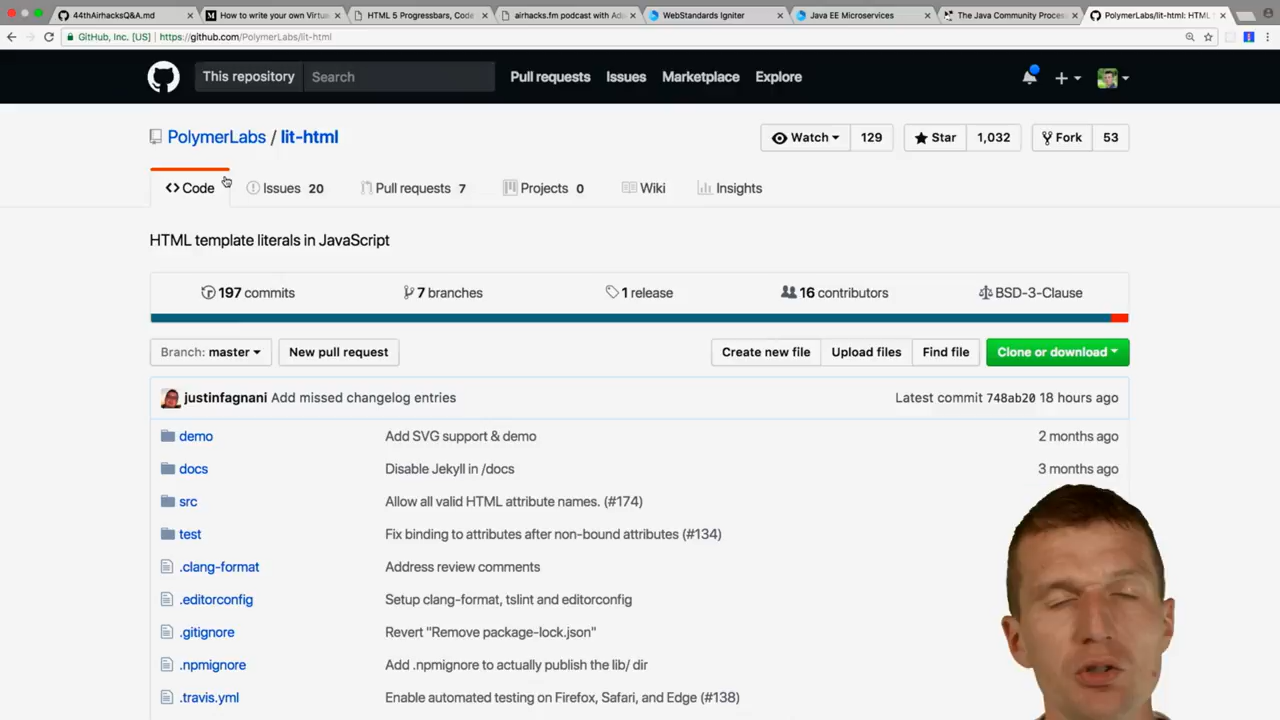 44thAirhacksQ&A.md
How to write your own Virtu
HTML 5 Progressbars, Code
airhacks.fm podcast with Ada
WebStandards Igniter
Java EE Microservices
The Java Community Proces
PolymerLabs/lit-html: HTML
GitHub, Inc. [US] | https://github.com/PolymerLabs/lit-html
This repository Search Pull requests Issues Marketplace Explore
PolymerLabs / lit-html
Watch 129 Star 1,032 Fork 53
Code Issues 20 Pull requests 7 Projects 0 Wiki Insights
HTML template literals in JavaScript
197 commits 7 branches 1 release 16 contributors BSD-3-Clause
Branch: master New pull request Create new file Upload files Find file Clone or download
justinfagnani Add missed changelog entries Latest commit 748ab20 18 hours ago
demo Add SVG support & demo 2 months ago
docs Disable Jekyll in /docs 3 months ago
src Allow all valid HTML attribute names. (#174)
test Fix binding to attributes after non-bound attributes (#134)
.clang-format Address review comments
.editorconfig Setup clang-format, tslint and editorconfig
.gitignore Revert "Remove package-lock.json"
.npmignore Add .npmignore to actually publish the lib/ dir
.travis.yml Enable automated testing on Firefox, Safari, and Edge (#138)